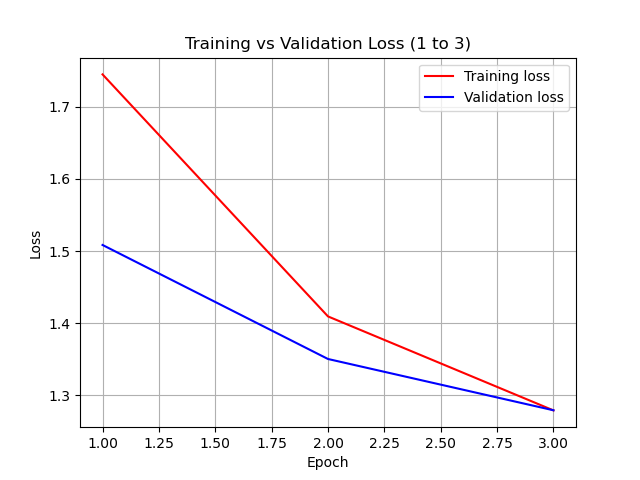 Training vs Validation Loss (1 to 3)
Training loss
Validation loss
Loss
1.7
1.6
1.5
1.4
1.3
1.00 1.25 1.50 1.75 2.00 2.25 2.50 2.75 3.00
Epoch